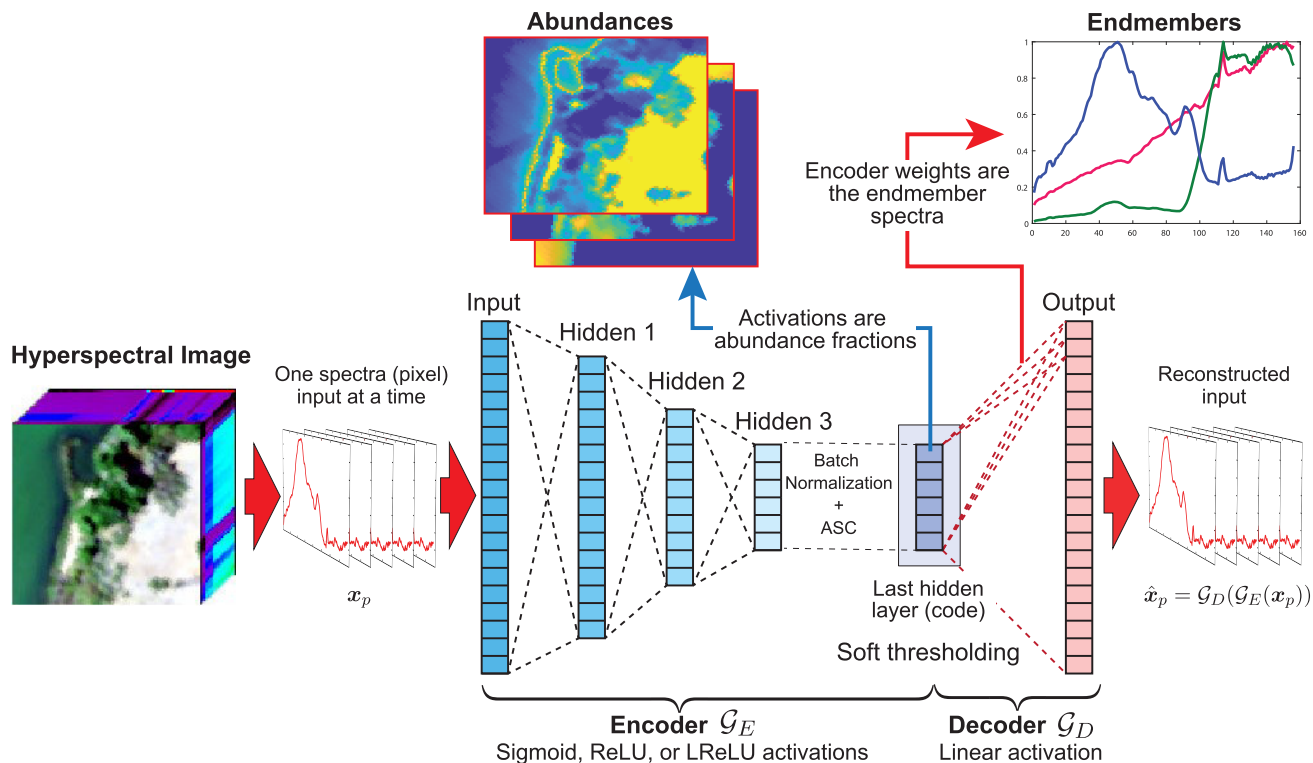 Abundances
Endmembers
1
0.8
0.6
0.4
0.2
0
0 20 40 60 80 100 120 140 160
Encoder weights are
the endmember
spectra
Input
Output
Activations are
abundance fractions
Hyperspectral Image
One spectra (pixel)
input at a time
Hidden 1
Hidden 2
Hidden 3
Reconstructed
input
Batch
Normalization
+
ASC
Last hidden
layer (code)
Soft thresholding
𝒙_p
𝒙̂_p = 𝒢_D(𝒢_E(𝒙_p))
Encoder 𝒢_E
Sigmoid, ReLU, or LReLU activations
Decoder 𝒢_D
Linear activation